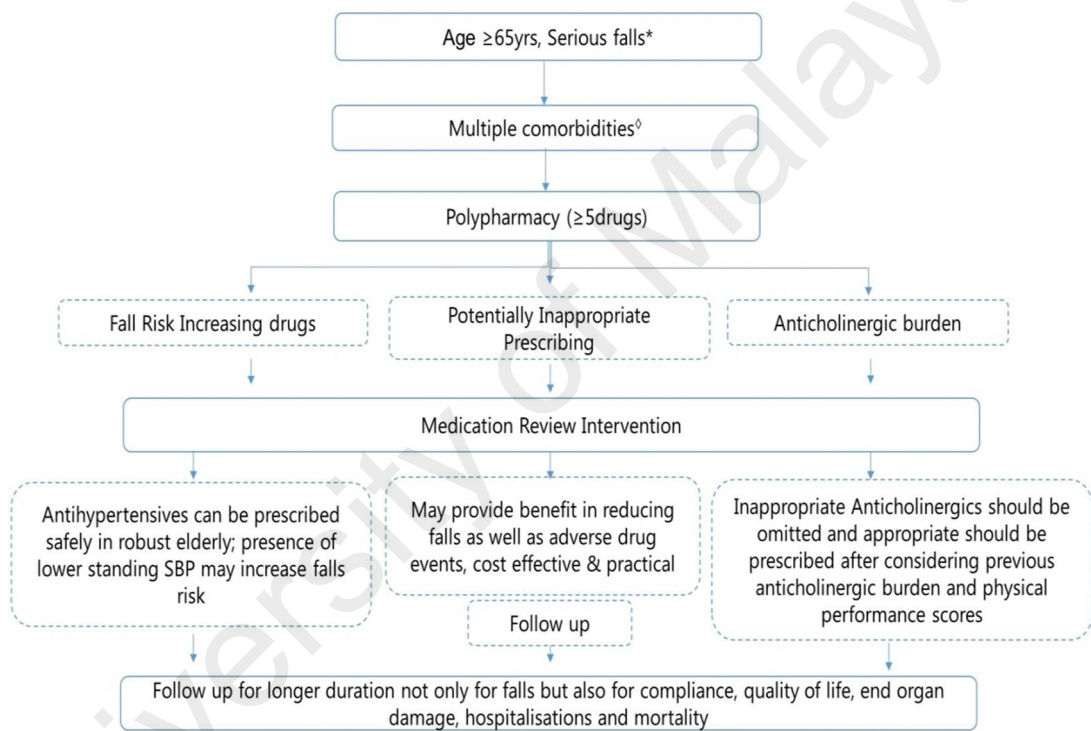 Age ≥65yrs, Serious falls*
Multiple comorbidities◊
Polypharmacy (≥5drugs)
Fall Risk Increasing drugs
Potentially Inappropriate
Prescribing
Anticholinergic burden
Medication Review Intervention
Antihypertensives can be prescribed
safely in robust elderly; presence of
lower standing SBP may increase falls
risk
May provide benefit in reducing
falls as well as adverse drug
events, cost effective & practical
Follow up
Inappropriate Anticholinergics should be
omitted and appropriate should be
prescribed after considering previous
anticholinergic burden and physical
performance scores
Follow up for longer duration not only for falls but also for compliance, quality of life, end organ
damage, hospitalisations and mortality
versity of Malay